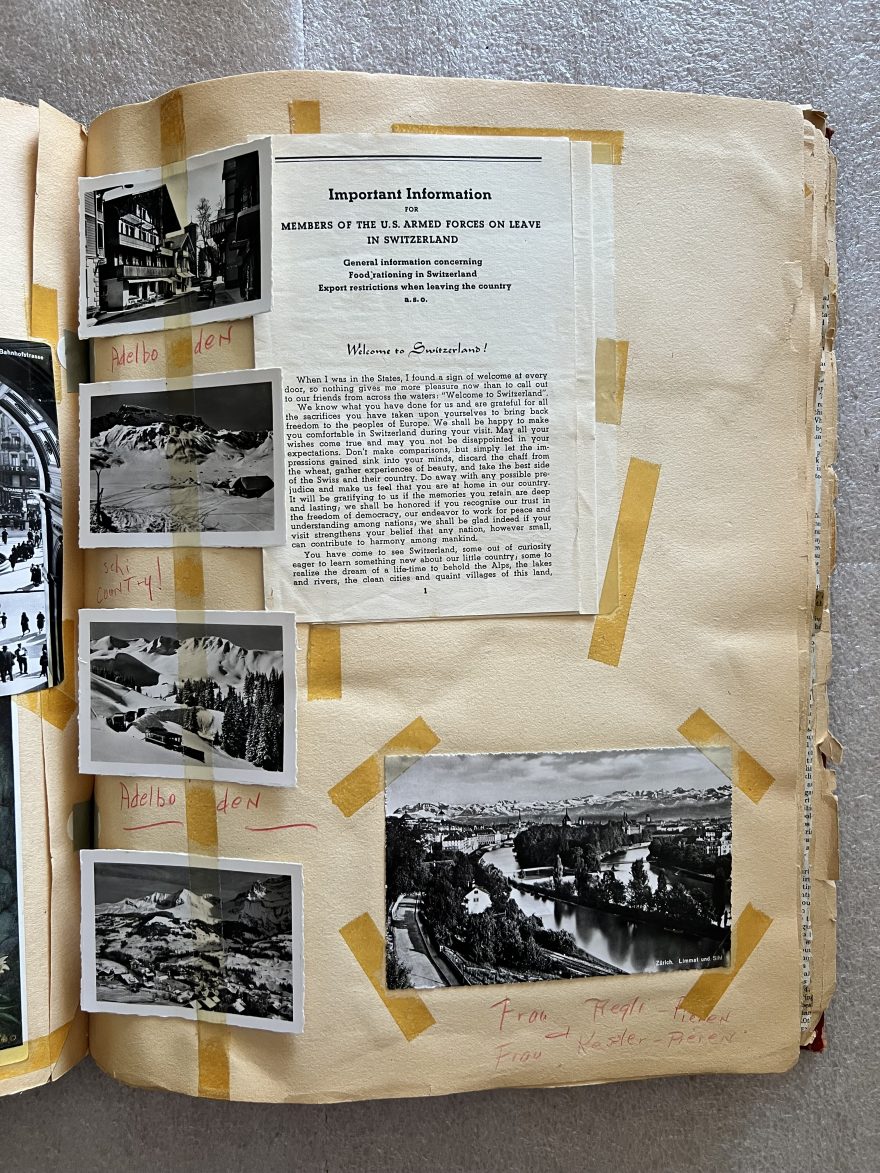 Bahnhofstrasse
Important Information
FOR
MEMBERS OF THE U.S. ARMED FORCES ON LEAVE
IN SWITZERLAND
General information concerning
Food rationing in Switzerland
Export restrictions when leaving the country
a.s.o.
Welcome to Switzerland!
When I was in the States, I found a sign of welcome at every
door, so nothing gives me more pleasure now than to call out
to our friends from across the waters: "Welcome to Switzerland".
We know what you have done for us and are grateful for all
the sacrifices you have taken upon yourselves to bring back
freedom to the peoples of Europe. We shall be happy to make
you comfortable in Switzerland during your visit. May all your
wishes come true and may you not be disappointed in your
expectations. Don't make comparisons, but simply let the im-
pressions gained sink into your minds, discard the chaff from
the wheat, gather experiences of beauty, and take the best side
of the Swiss and their country. Do away with any possible pre-
judice and make us feel that you are at home in our country.
It will be gratifying to us if the memories you retain are deep
and lasting; we shall be honored if you recognise our trust in
the freedom of democracy, our endeavor to work for peace and
understanding among nations; we shall be glad indeed if your
visit strengthens your belief that any nation, however small,
can contribute to harmony among mankind.
You have come to see Switzerland, some out of curiosity
eager to learn something new about our little country; some to
realize the dream of a life-time to behold the Alps, the lakes
and rivers, the clean cities and quaint villages of this land,
1
Adelboden
schi
country!
Adelboden
Zürich. Limmat und Sihl
Frau - Pieren
Frau Kessler - Pieren